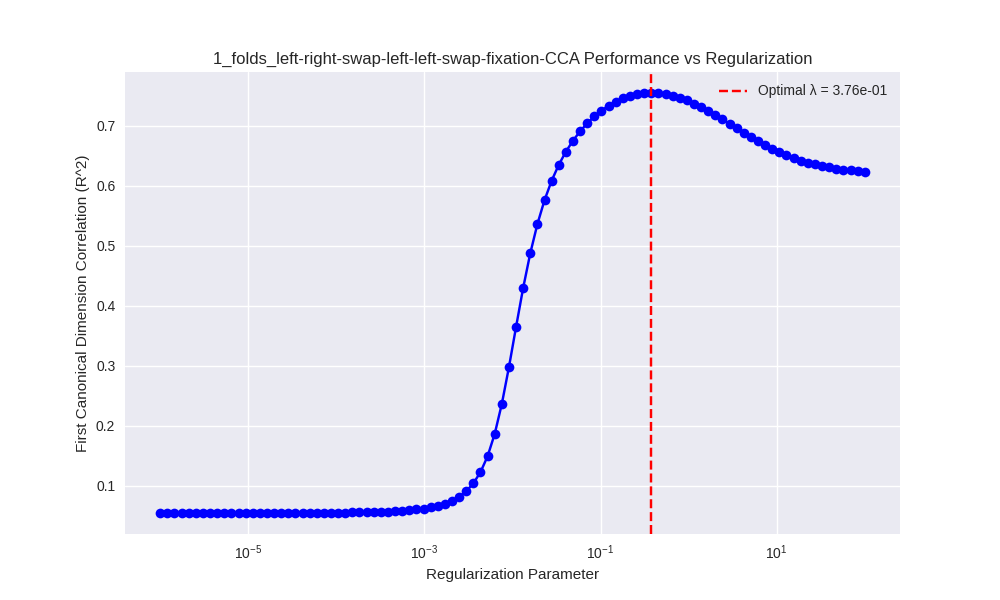 1_folds_left-right-swap-left-left-swap-fixation-CCA Performance vs Regularization
Optimal λ = 3.76e-01
First Canonical Dimension Correlation (R^2)
0.7
0.6
0.5
0.4
0.3
0.2
0.1
10⁻⁵
10⁻³
10⁻¹
10¹
Regularization Parameter